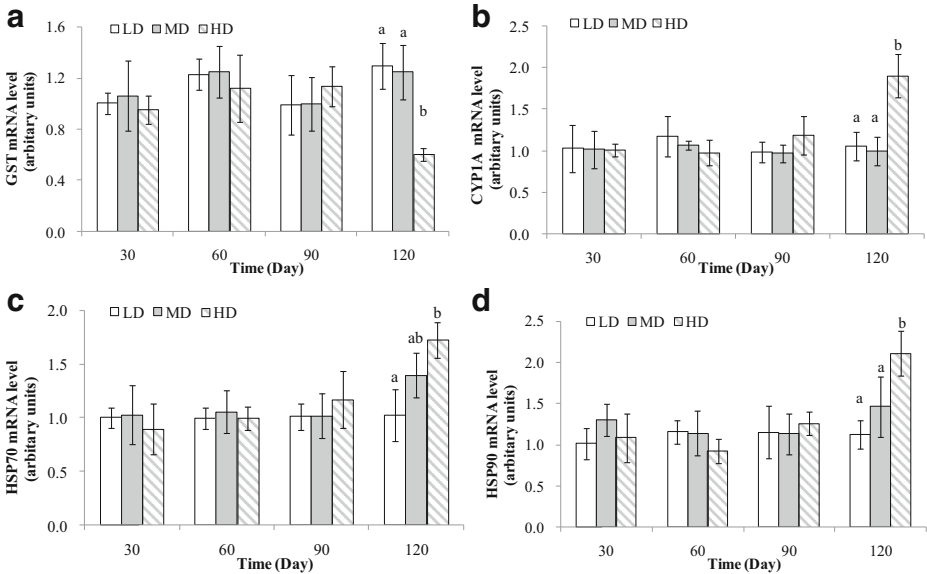 a
LD MD HD
GST mRNA level
(arbitary units)
1.6
1.2
0.8
0.4
0.0
a a
b
30 60 90 120
Time (Day)
b
LD MD HD
CYP1A mRNA level
(arbitary units)
2.5
2.0
1.5
1.0
0.5
0.0
a a
b
30 60 90 120
Time (Day)
c
LD MD HD
HSP70 mRNA level
(arbitary units)
2.0
1.5
1.0
0.5
0.0
a
ab
b
30 60 90 120
Time (Day)
d
LD MD HD
HSP90 mRNA level
(arbitary units)
2.5
2.0
1.5
1.0
0.5
0.0
a
a
b
30 60 90 120
Time (Day)